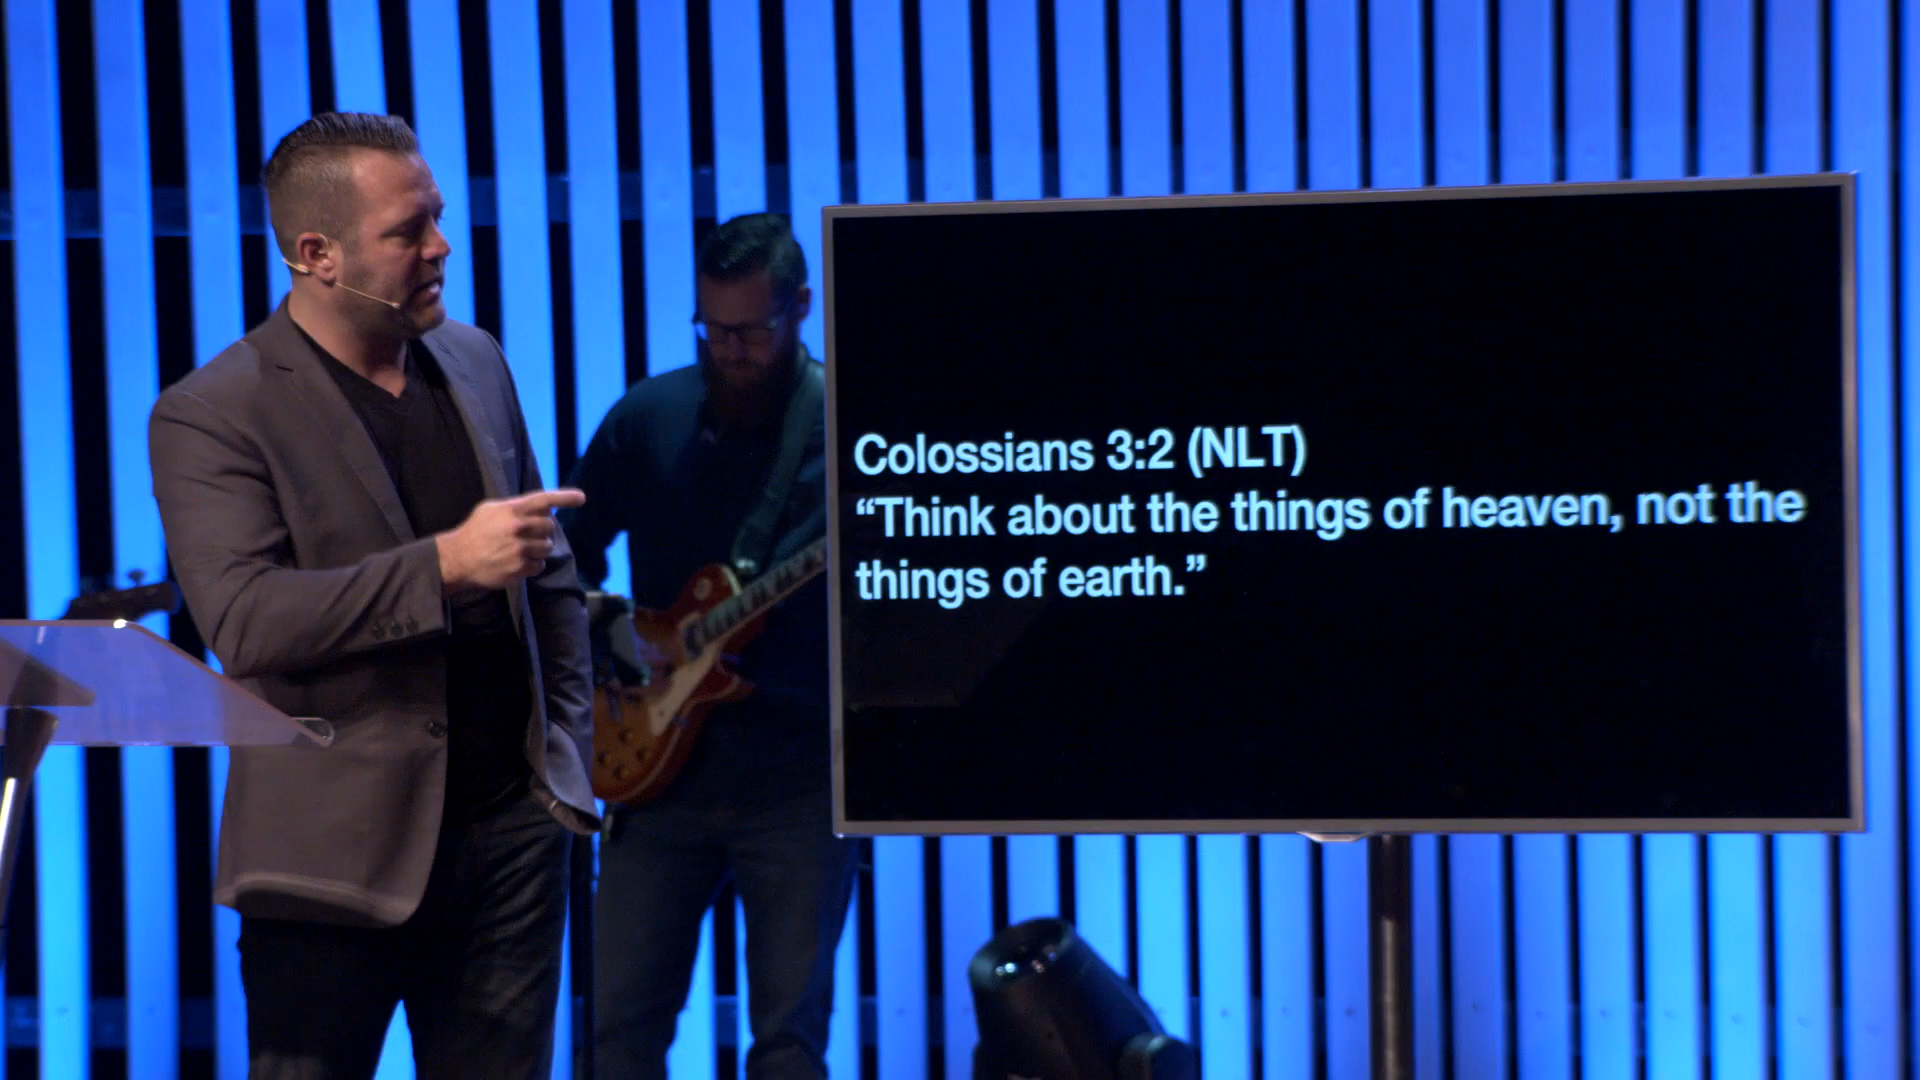 Colossians 3:2 (NLT)
“Think about the things of heaven, not the
things of earth.”